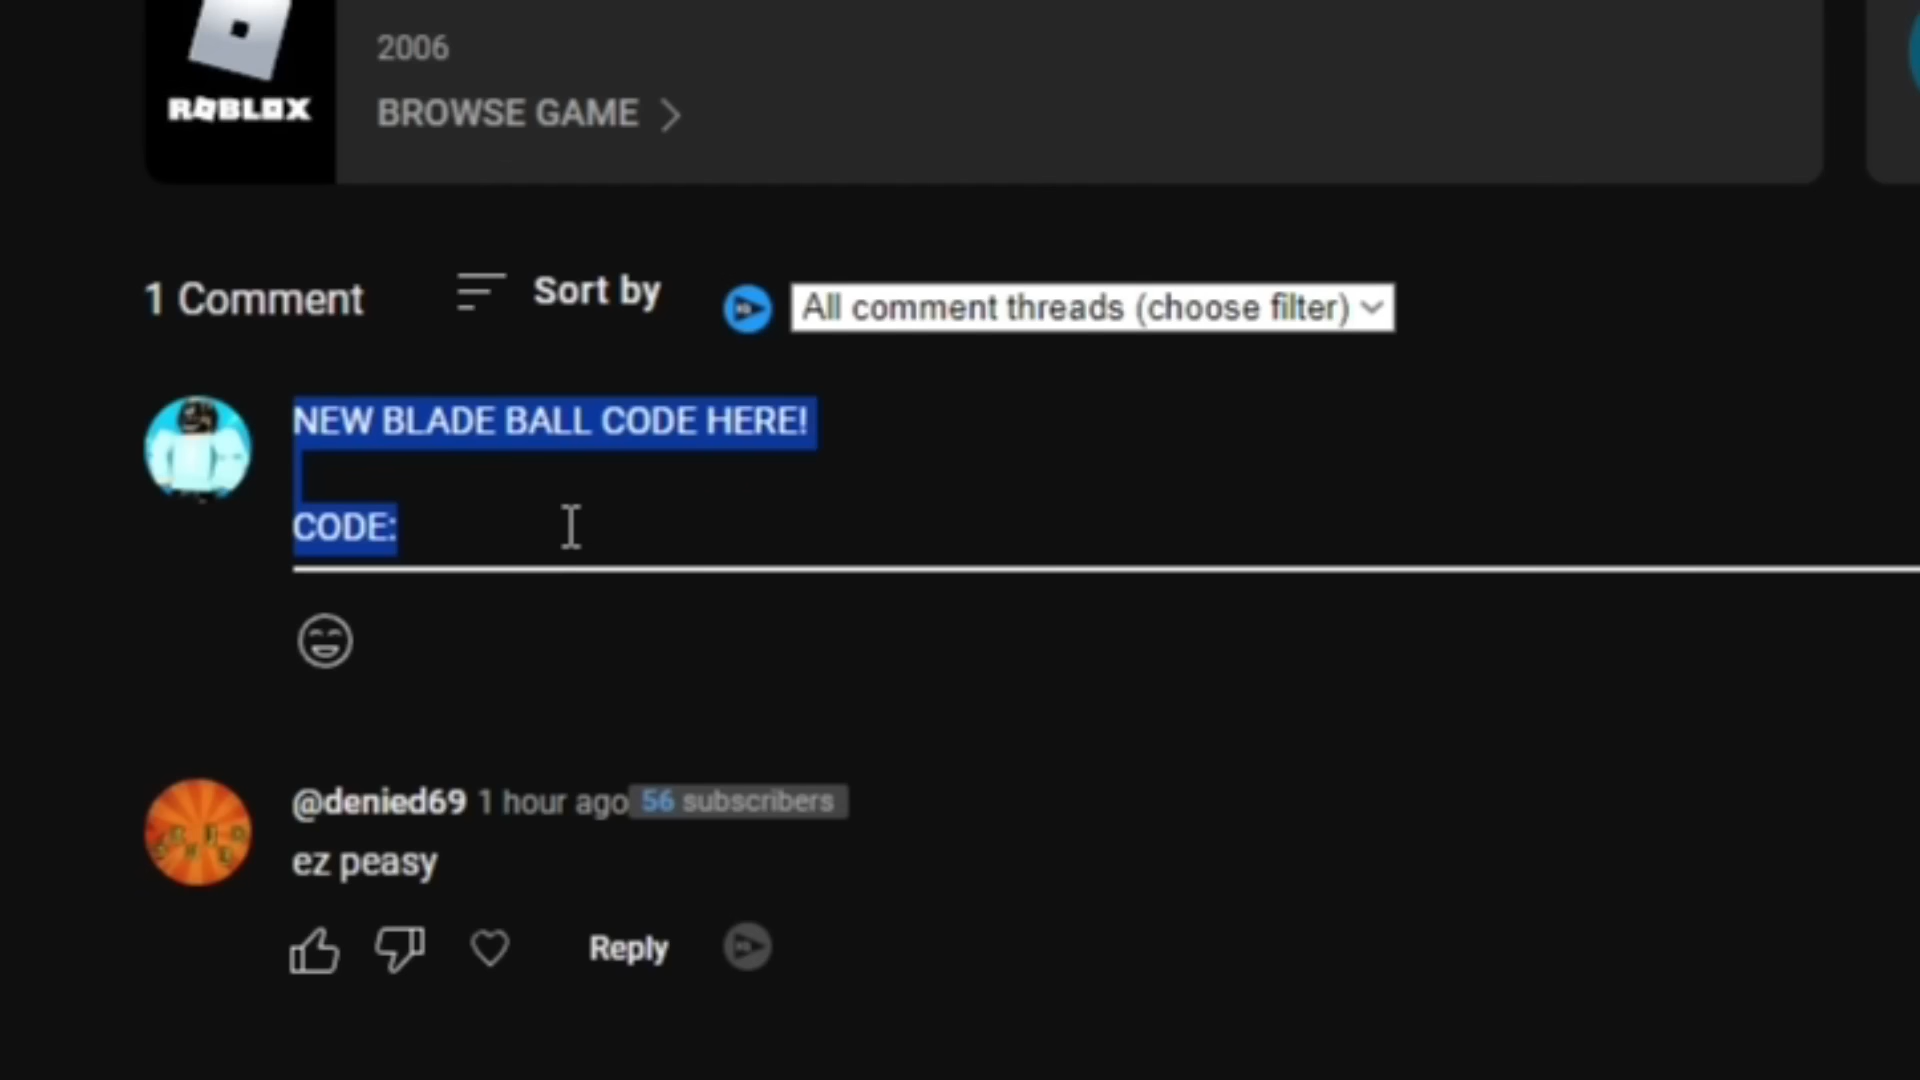 2006
ROBLOX
BROWSE GAME
1 Comment
Sort by
All comment threads (choose filter)
NEW BLADE BALL CODE HERE!
CODE:
@denied69 1 hour ago 56 subscribers
ez peasy
Reply